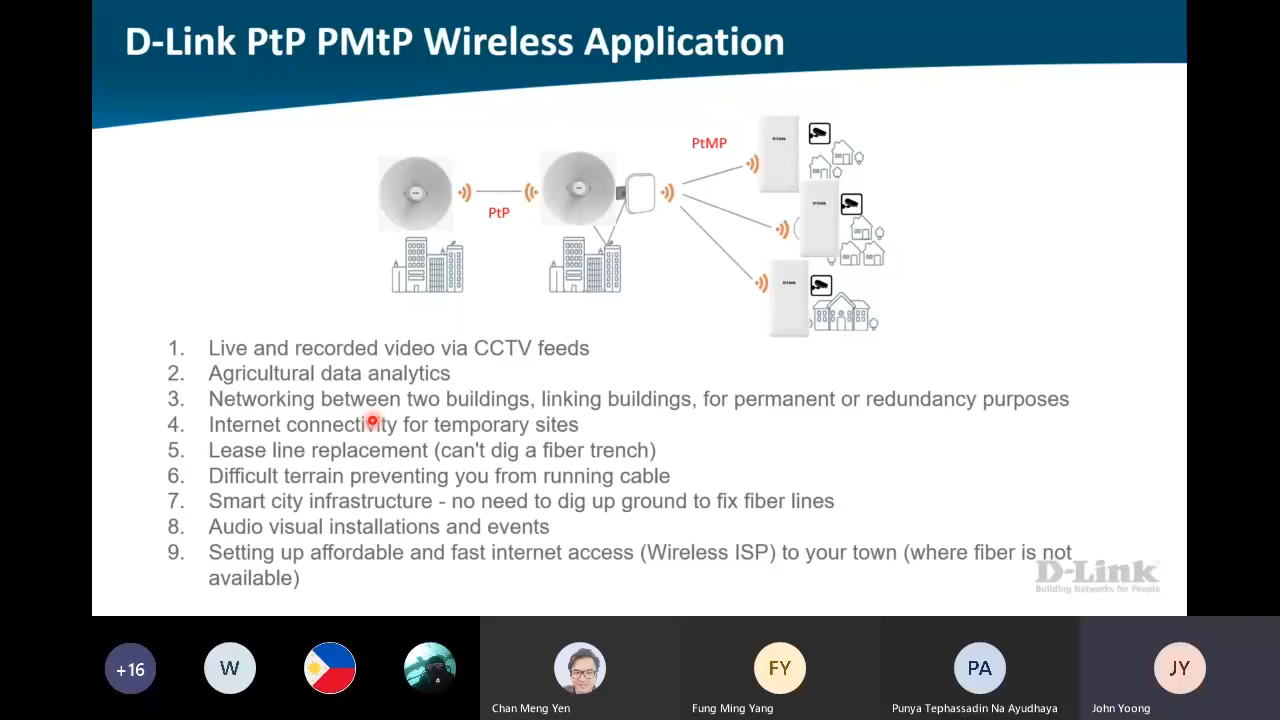 D-Link PtP PMtP Wireless Application
PtMP
PtP
D-Link
D-Link
D-Link
1. Live and recorded video via CCTV feeds
2. Agricultural data analytics
3. Networking between two buildings, linking buildings, for permanent or redundancy purposes
4. Internet connectivity for temporary sites
5. Lease line replacement (can't dig a fiber trench)
6. Difficult terrain preventing you from running cable
7. Smart city infrastructure - no need to dig up ground to fix fiber lines
8. Audio visual installations and events
9. Setting up affordable and fast internet access (Wireless ISP) to your town (where fiber is not
available)
D-Link
Building Networks for People
+16
W
FY
PA
JY
Chan Meng Yen
Fung Ming Yang
Punya Tephassadin Na Ayudhaya
John Yoong